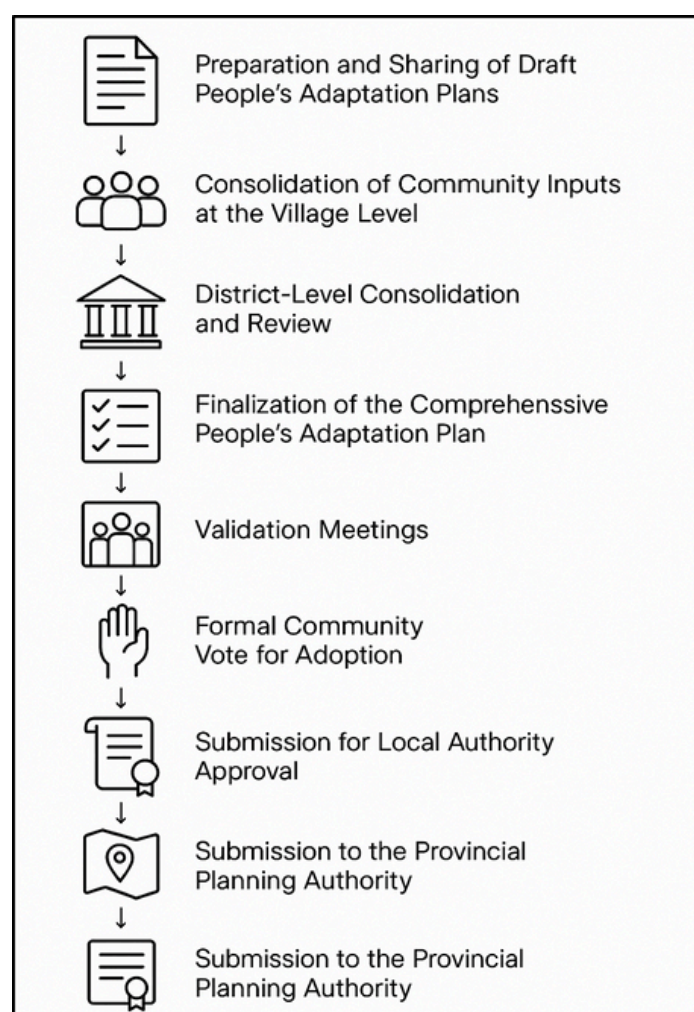 Preparation and Sharing of Draft
People's Adaptation Plans
Consolidation of Community Inputs
at the Village Level
District-Level Consolidation
and Review
Finalization of the Comprehenssive
People's Adaptation Plan
Validation Meetings
Formal Community
Vote for Adoption
Submission for Local Authority
Approval
Submission to the Provincial
Planning Authority
Submission to the Provincial
Planning Authority